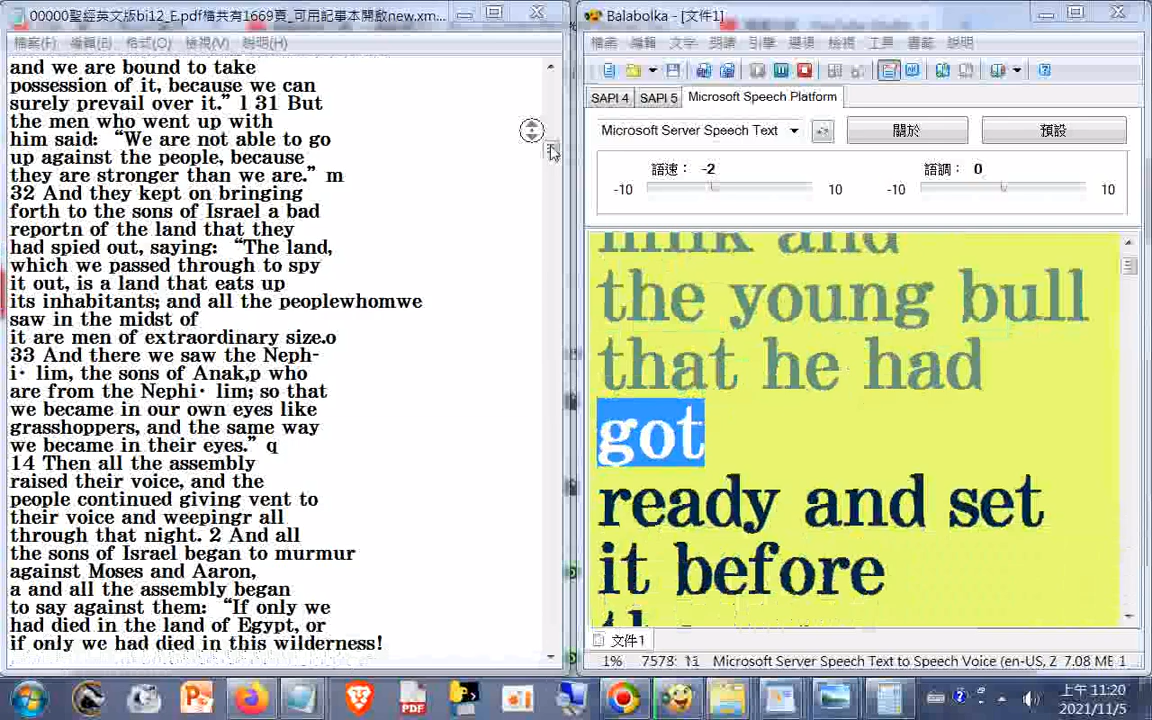 00000聖經英文版bi12_E.pdf檔共有1669頁_可用記事本開啟new.xm...
檔案(F) 編輯(E) 格式(O) 檢視(V) 說明(H)
and we are bound to take
possession of it, because we can
surely prevail over it.” l 31 But
the men who went up with
him said: “We are not able to go
up against the people, because
they are stronger than we are.” m
32 And they kept on bringing
forth to the sons of Israel a bad
reportn of the land that they
had spied out, saying: “The land,
which we passed through to spy
it out, is a land that eats up
its inhabitants; and all the peoplewhomwe
saw in the midst of
it are men of extraordinary size.o
33 And there we saw the Neph-
i· lim, the sons of Anak,p who
are from the Nephi· lim; so that
we became in our own eyes like
grasshoppers, and the same way
we became in their eyes.” q
14 Then all the assembly
raised their voice, and the
people continued giving vent to
their voice and weepingr all
through that night. 2 And all
the sons of Israel began to murmur
against Moses and Aaron,
a and all the assembly began
to say against them: “If only we
had died in the land of Egypt, or
if only we had died in this wilderness!
Balabolka - [文件1]
檔案 編輯 文字 朗讀 引擎 選項 檢視 工具 書籤 說明
SAPI 4 SAPI 5 Microsoft Speech Platform
Microsoft Server Speech Text 關於 預設
語速： -2 語調： 0
-10 10 -10 10
the young bull
that he had
got
ready and set
it before
文件1
1% 7578: 11 Microsoft Server Speech Text to Speech Voice (en-US, Z 7.08 ME 1
PDF
上午 11:20
2021/11/5